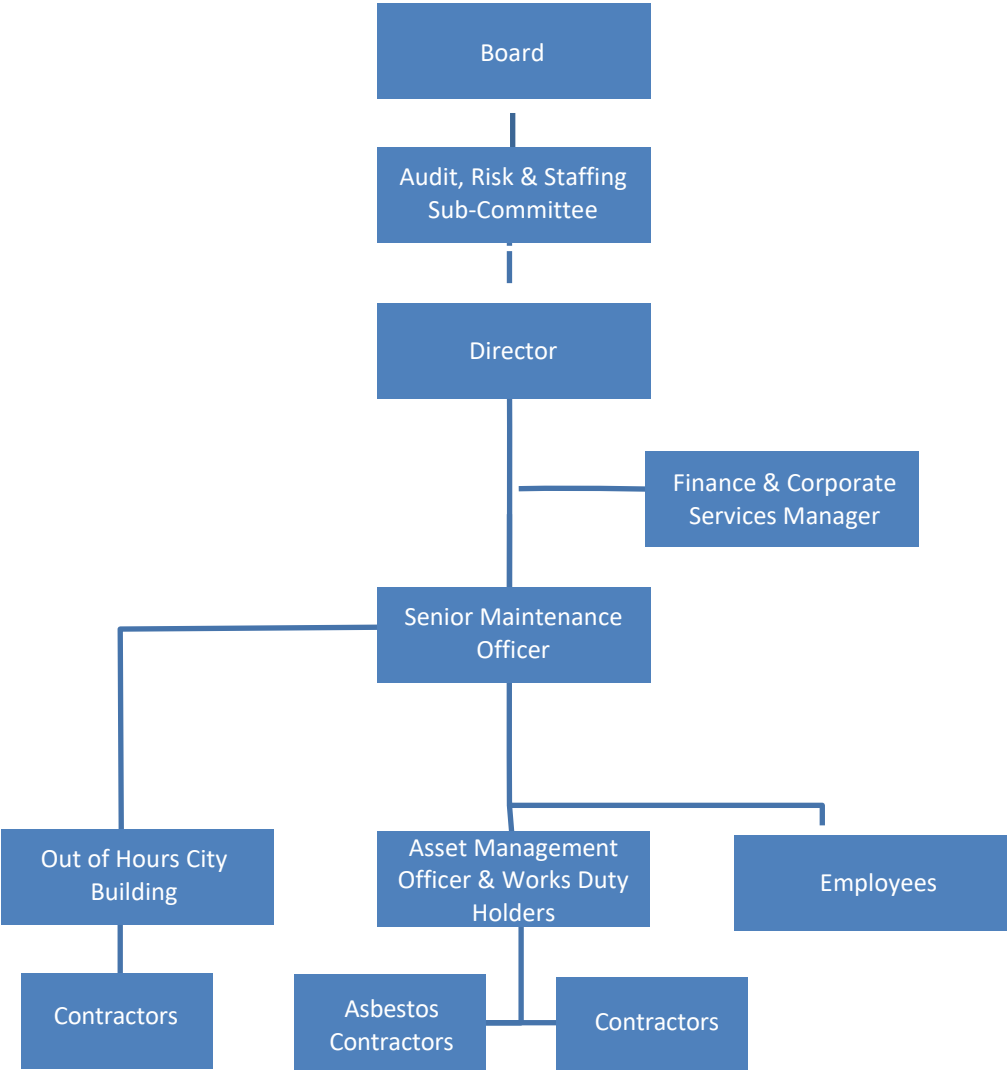 Board
Audit, Risk & Staffing
Sub-Committee
Director
Finance & Corporate
Services Manager
Senior Maintenance
Officer
Out of Hours City
Building
Asset Management
Officer & Works Duty
Holders
Employees
Contractors
Asbestos
Contractors
Contractors